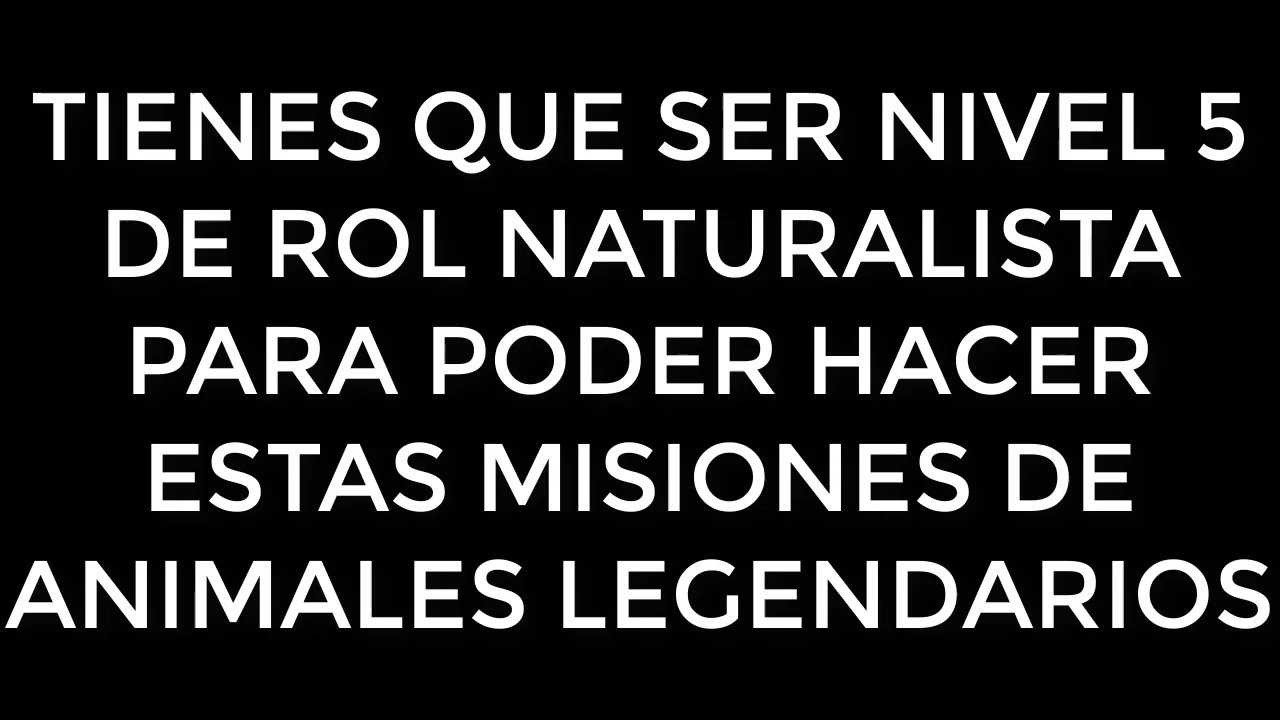 TIENES QUE SER NIVEL 5
DE ROL NATURALISTA
PARA PODER HACER
ESTAS MISIONES DE
ANIMALES LEGENDARIOS